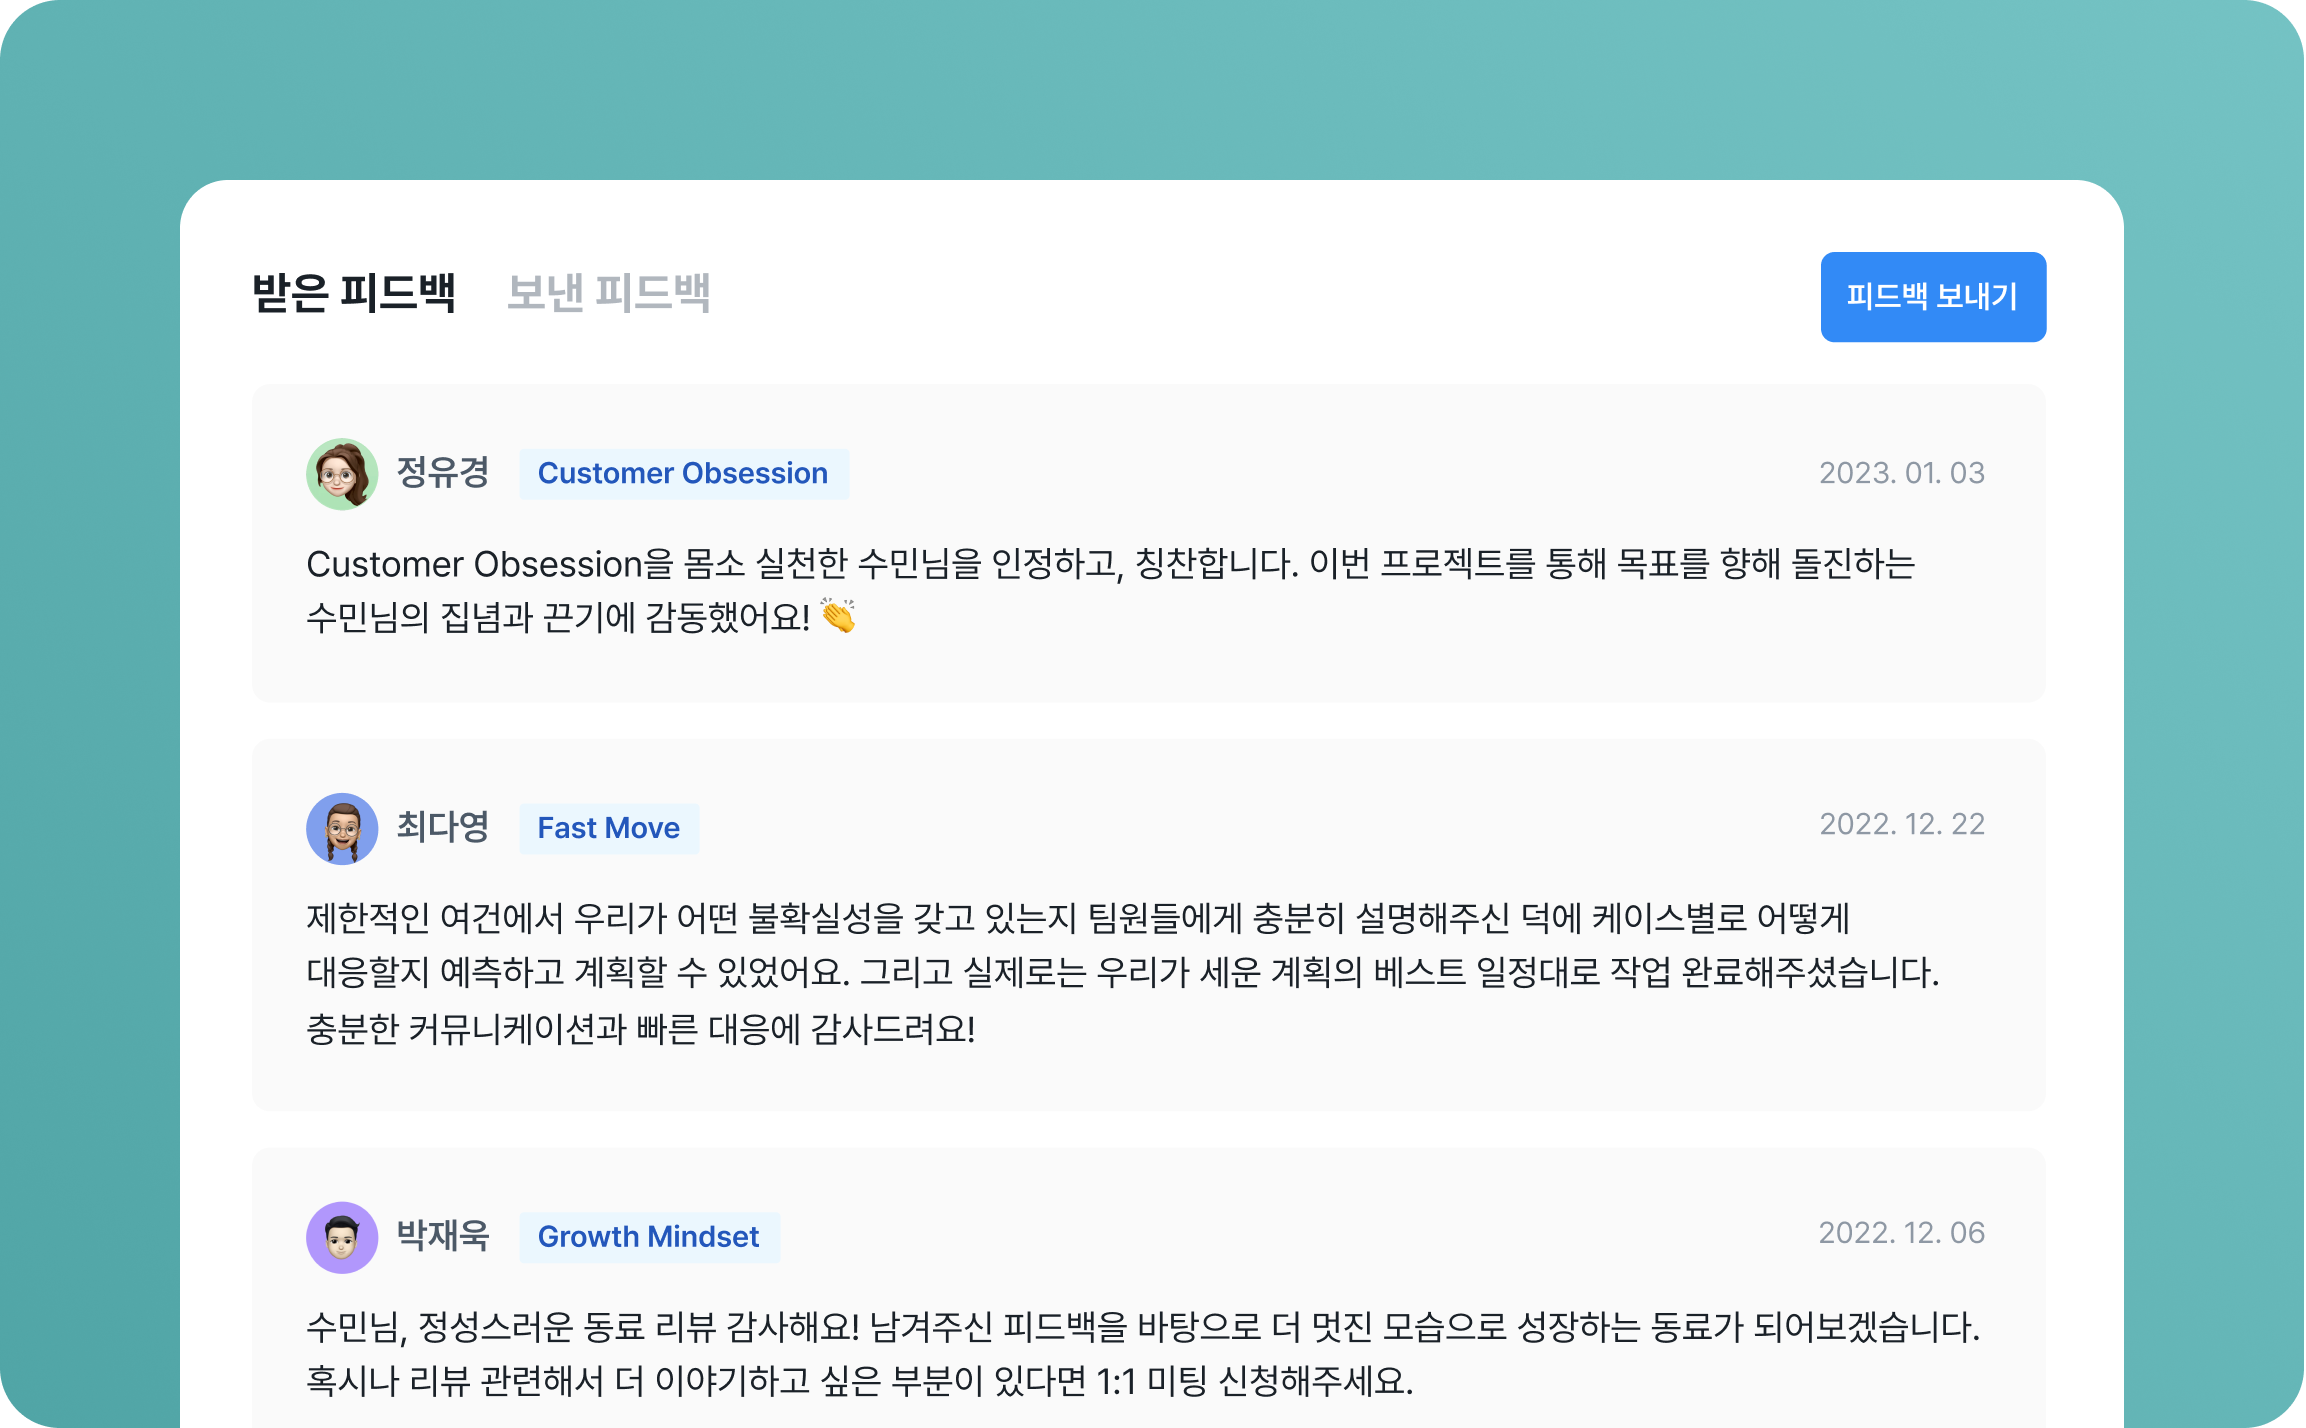 받은 피드백 보낸 피드백 피드백 보내기
정유경 Customer Obsession 2023. 01. 03
Customer Obsession을 몸소 실천한 수민님을 인정하고, 칭찬합니다. 이번 프로젝트를 통해 목표를 향해 돌진하는
수민님의 집념과 끈기에 감동했어요! 👏
최다영 Fast Move 2022. 12. 22
제한적인 여건에서 우리가 어떤 불확실성을 갖고 있는지 팀원들에게 충분히 설명해주신 덕에 케이스별로 어떻게
대응할지 예측하고 계획할 수 있었어요. 그리고 실제로는 우리가 세운 계획의 베스트 일정대로 작업 완료해주셨습니다.
충분한 커뮤니케이션과 빠른 대응에 감사드려요!
박재욱 Growth Mindset 2022. 12. 06
수민님, 정성스러운 동료 리뷰 감사해요! 남겨주신 피드백을 바탕으로 더 멋진 모습으로 성장하는 동료가 되어보겠습니다.
혹시나 리뷰 관련해서 더 이야기하고 싶은 부분이 있다면 1:1 미팅 신청해주세요.